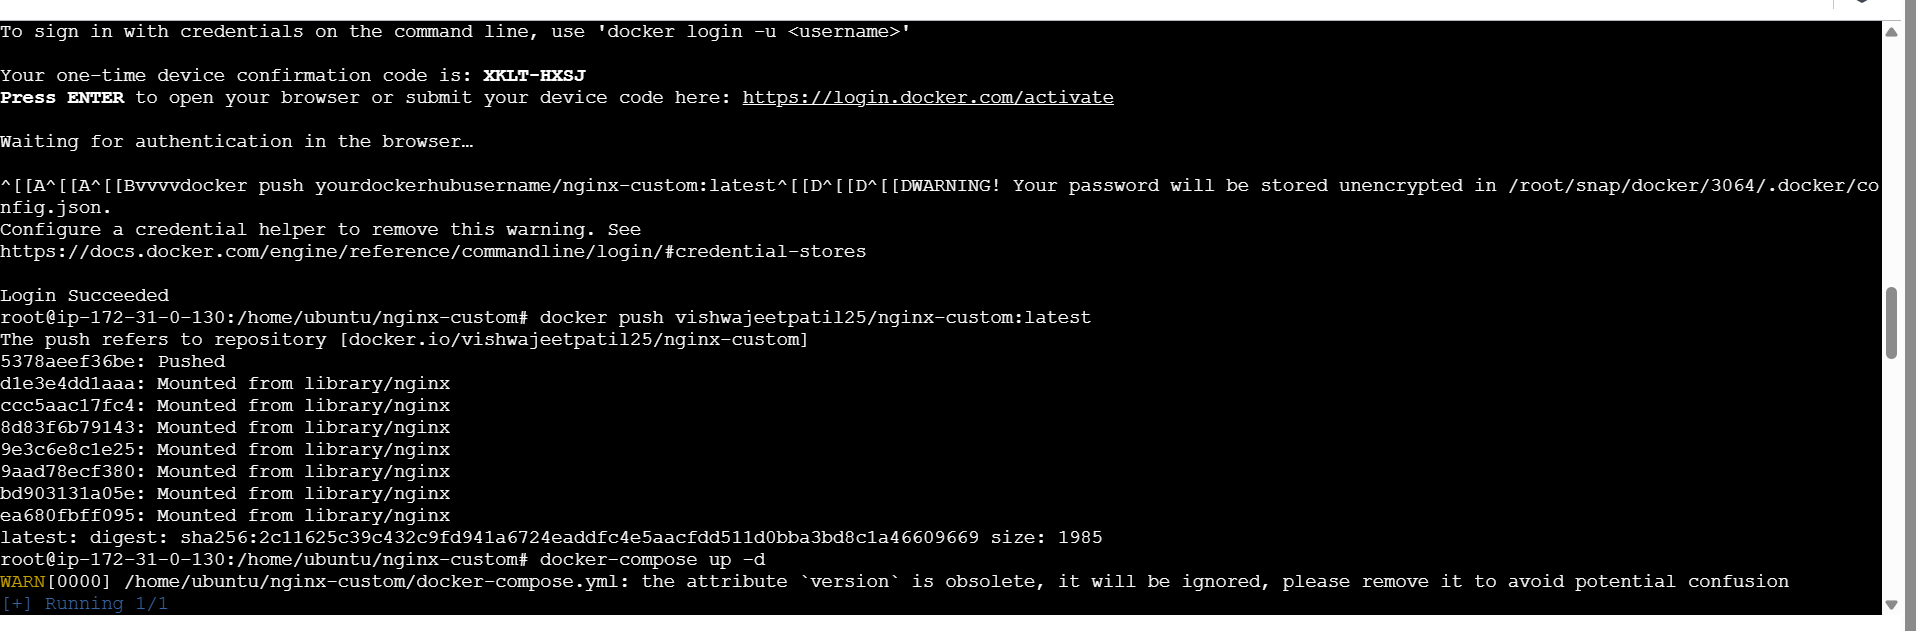 To sign in with credentials on the command line, use 'docker login -u <username>'
Your one-time device confirmation code is: XKLT-HXSJ
Press ENTER to open your browser or submit your device code here: https://login.docker.com/activate
Waiting for authentication in the browser…
^[[A^[[A^[[Bvvvvdocker push yourdockerhubusername/nginx-custom:latest^[[D^[[D^[[DWARNING! Your password will be stored unencrypted in /root/snap/docker/3064/.docker/co
nfig.json.
Configure a credential helper to remove this warning. See
https://docs.docker.com/engine/reference/commandline/login/#credential-stores
Login Succeeded
root@ip-172-31-0-130:/home/ubuntu/nginx-custom# docker push vishwajeetpatil25/nginx-custom:latest
The push refers to repository [docker.io/vishwajeetpatil25/nginx-custom]
5378aeef36be: Pushed
d1e3e4dd1aaa: Mounted from library/nginx
ccc5aac17fc4: Mounted from library/nginx
8d83f6b79143: Mounted from library/nginx
9e3c6e8c1e25: Mounted from library/nginx
9aad78ecf380: Mounted from library/nginx
bd903131a05e: Mounted from library/nginx
ea680fbff095: Mounted from library/nginx
latest: digest: sha256:2c11625c39c432c9fd941a6724eaddfc4e5aacfdd511d0bba3bd8c1a46609669 size: 1985
root@ip-172-31-0-130:/home/ubuntu/nginx-custom# docker-compose up -d
WARN[0000] /home/ubuntu/nginx-custom/docker-compose.yml: the attribute `version` is obsolete, it will be ignored, please remove it to avoid potential confusion
[+] Running 1/1